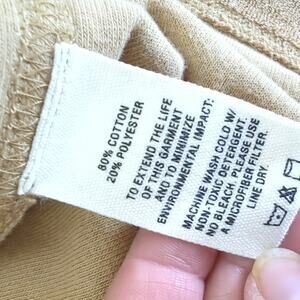 80% COTTON
20% POLYESTER
TO EXTEND THE LIFE
OF THIS GARMENT
AND TO MINIMIZE
ENVIRONMENTAL IMPACT:
MACHINE WASH COLD W/
NON-TOXIC DETERGENT.
NO BLEACH. PLEASE USE
A MICROFIBER FILTER.
LINE DRY.